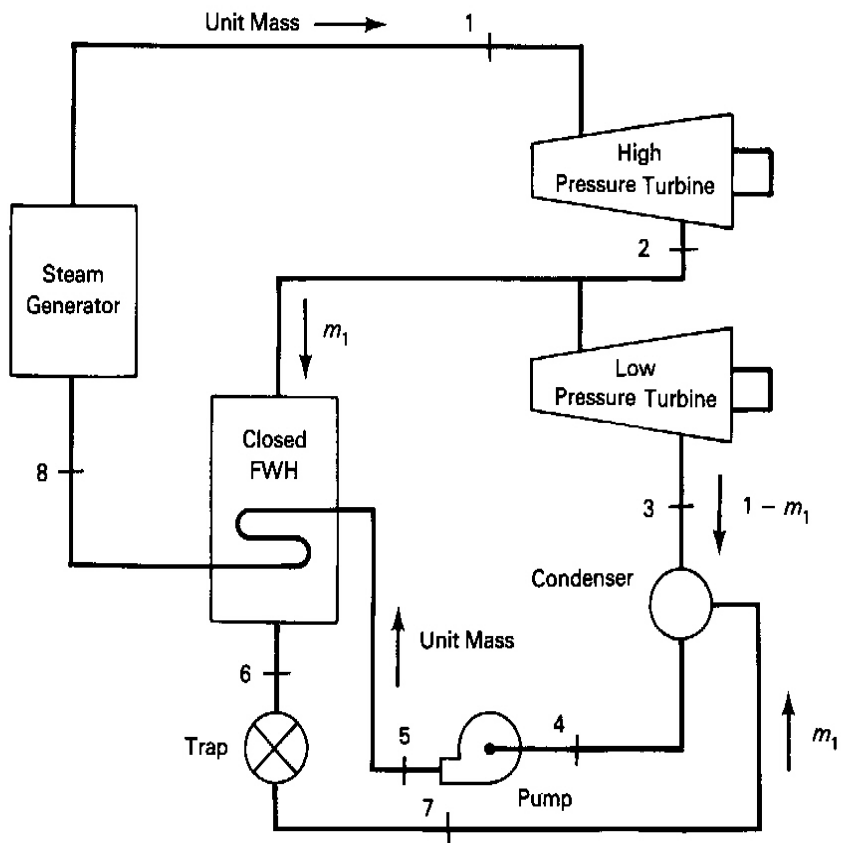 Unit Mass
1
High
Pressure Turbine
2
Steam
Generator
m₁
Low
Pressure Turbine
Closed
FWH
8
3
1 − m₁
Condenser
Unit Mass
6
Trap
5
4
m₁
Pump
7